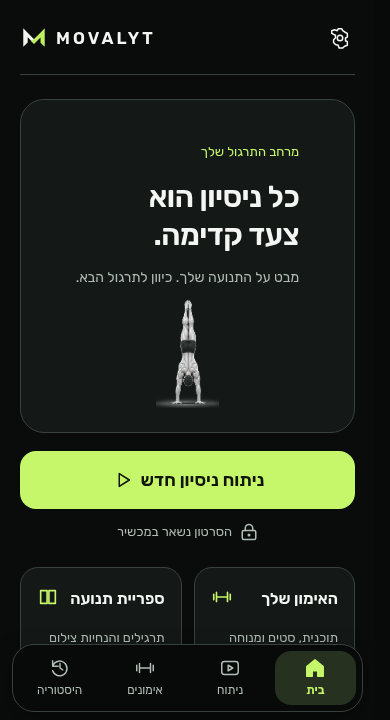 MOVALYT
מרחב התרגול שלך
כל ניסיון הוא
צעד קדימה.
מבט על התנועה שלך. כיוון לתרגול הבא.
ניתוח ניסיון חדש
הסרטון נשאר במכשיר
האימון שלך
תוכנית, סטים ומנוחה
ספריית תנועה
תרגילים והנחיות צילום
בית
ניתוח
אימונים
היסטוריה